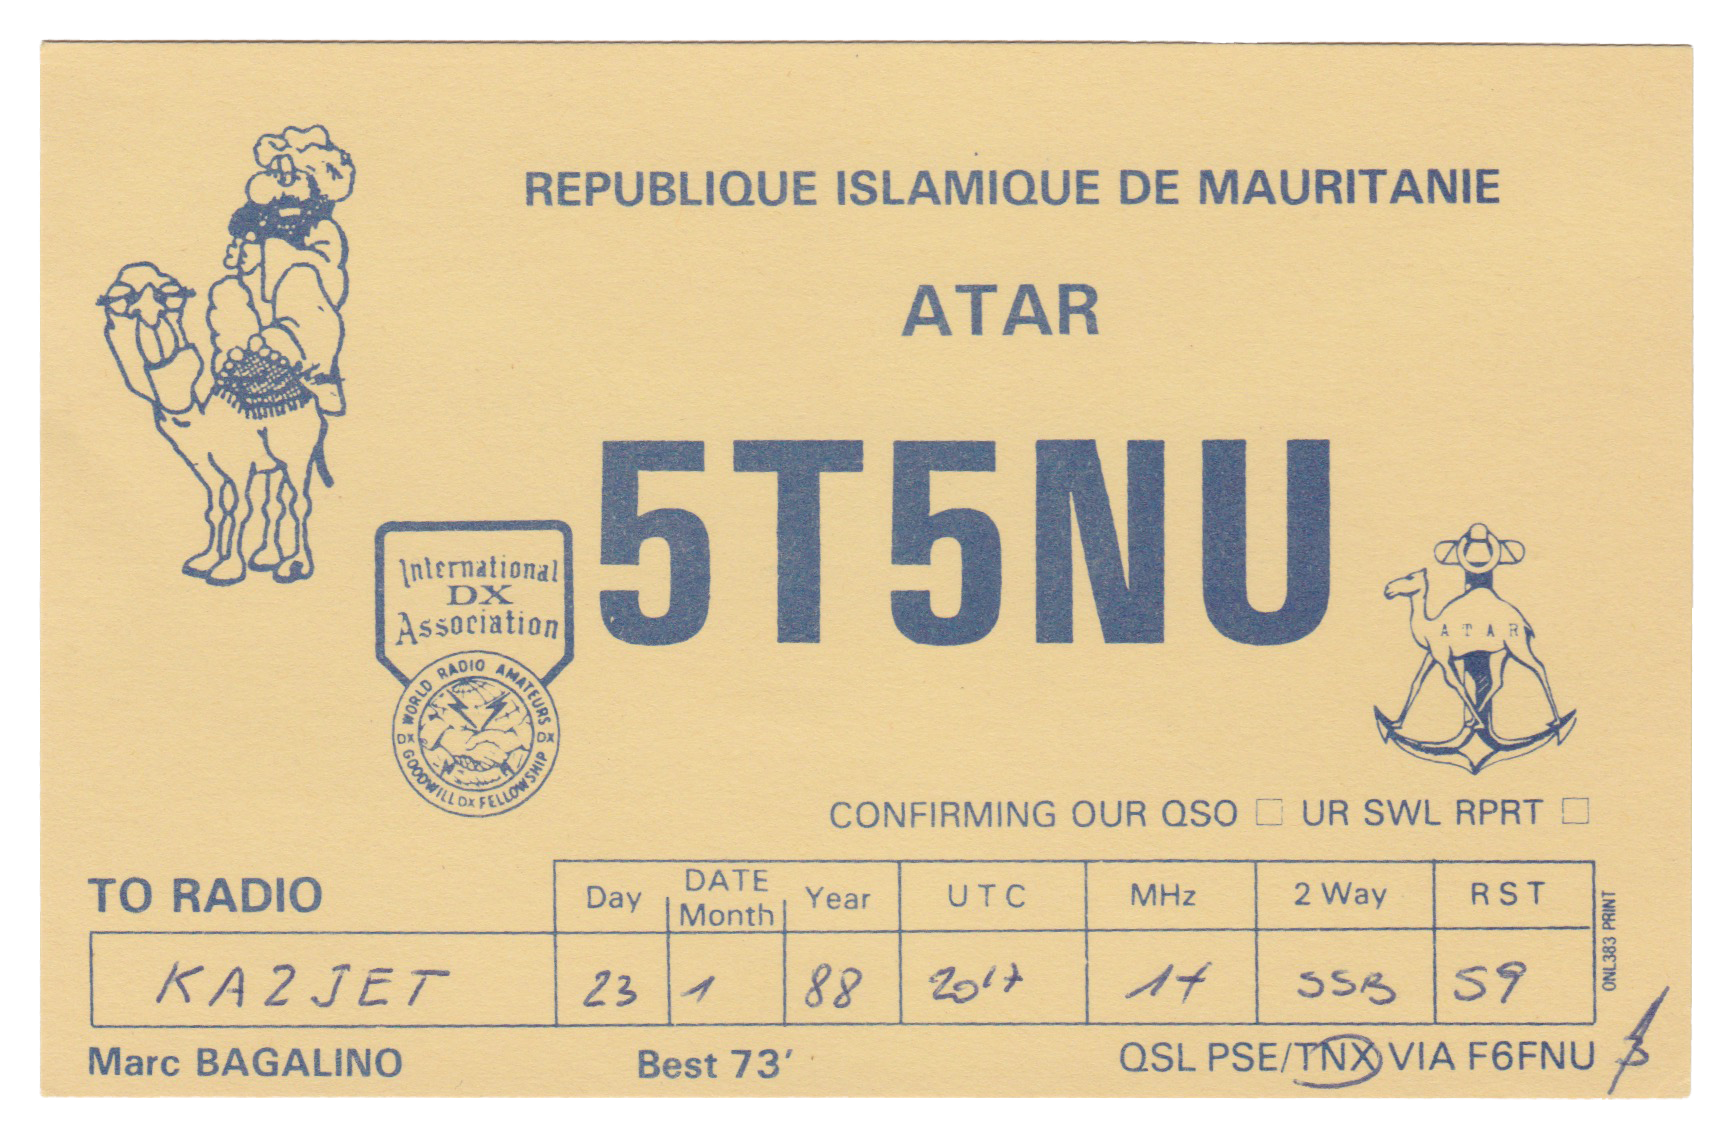 REPUBLIQUE ISLAMIQUE DE MAURITANIE
ATAR
5T5NU
International
DX
Association
WORLD RADIO AMATEURS
DX DX
GOODWILL DX FELLOWSHIP
ATAR
CONFIRMING OUR QSO ☐ UR SWL RPRT ☐
TO RADIO
Day DATE Month Year UTC MHz 2 Way RST
KA2JET 23 1 88 2017 14 SSB 59
ONL383 PRINT
Marc BAGALINO Best 73' QSL PSE/TNX VIA F6FNU